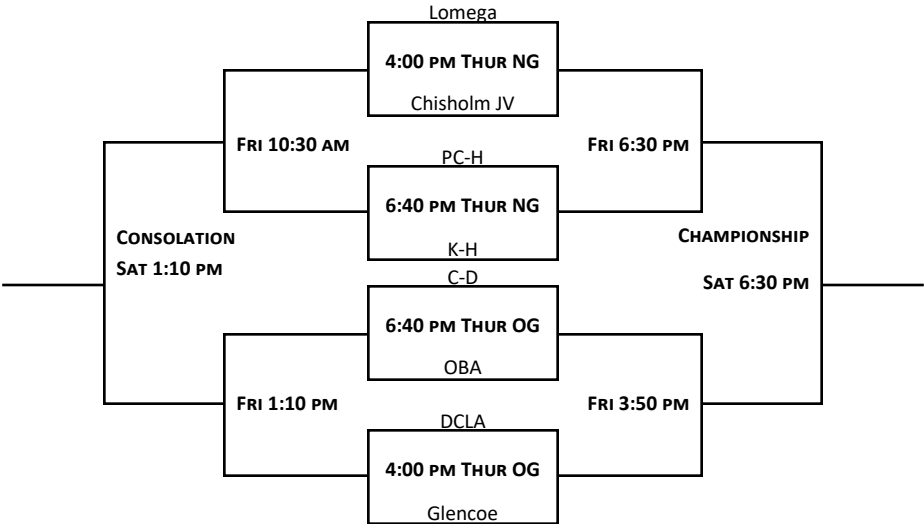 Lomega
4:00 PM THUR NG
Chisholm JV
FRI 10:30 AM
FRI 6:30 PM
PC-H
6:40 PM THUR NG
K-H
CONSOLATION
SAT 1:10 PM
CHAMPIONSHIP
SAT 6:30 PM
C-D
6:40 PM THUR OG
OBA
FRI 1:10 PM
FRI 3:50 PM
DCLA
4:00 PM THUR OG
Glencoe